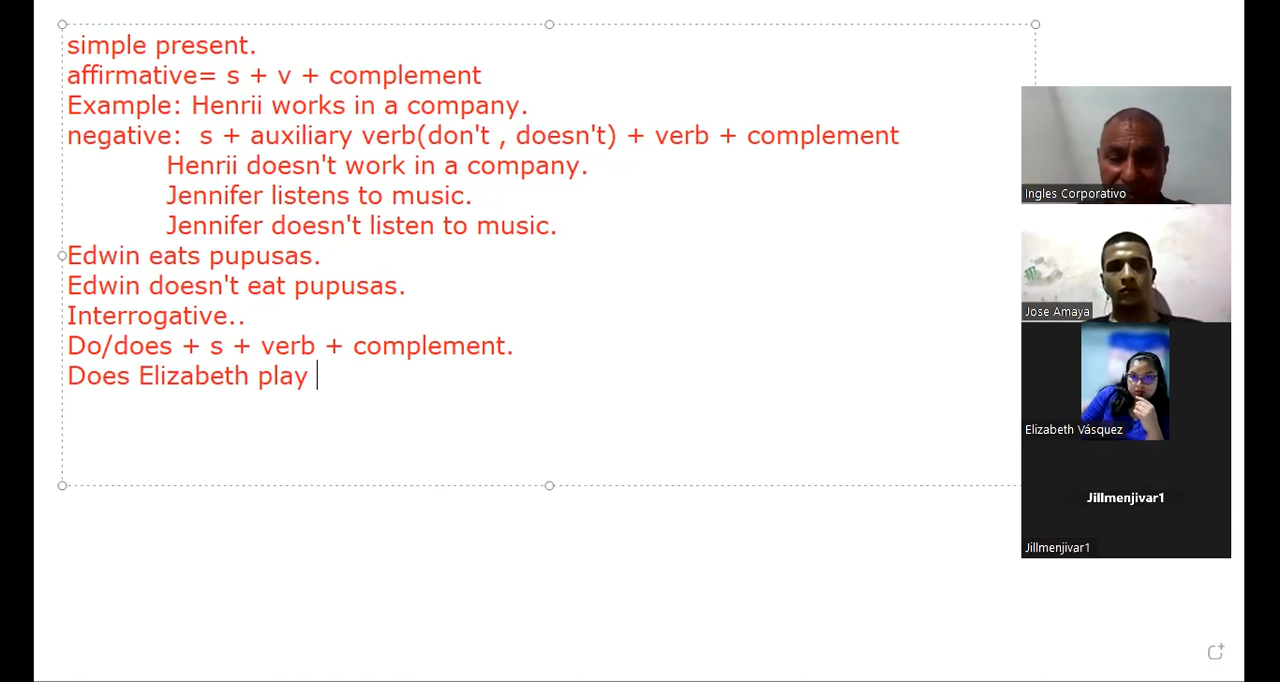 simple present.
affirmative= s + v + complement
Example: Henrii works in a company.
negative: s + auxiliary verb(don't , doesn't) + verb + complement
Henrii doesn't work in a company.
Jennifer listens to music.
Jennifer doesn't listen to music.
Edwin eats pupusas.
Edwin doesn't eat pupusas.
Interrogative..
Do/does + s + verb + complement.
Does Elizabeth play
Ingles Corporativo
Jose Amaya
Elizabeth Vásquez
Jillmenjivar1
Jillmenjivar1